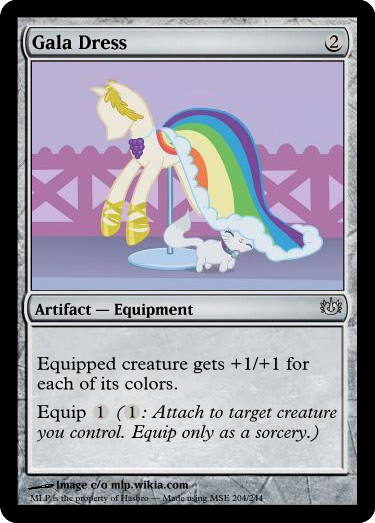 Gala Dress 2
Artifact — Equipment
Equipped creature gets +1/+1 for
each of its colors.
Equip 1 (1: Attach to target creature
you control. Equip only as a sorcery.)
Image c/o mlp.wikia.com
MLP is the property of Hasbro — Made using MSE 204/244